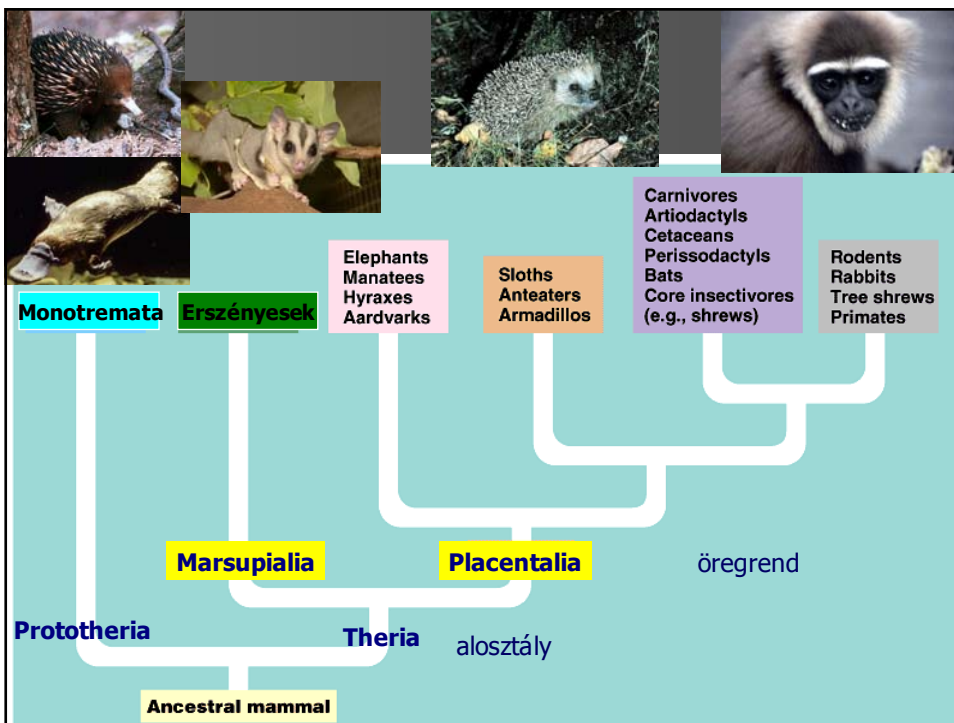 Carnivores
Artiodactyls
Cetaceans
Perissodactyls
Bats
Core insectivores
(e.g., shrews)
Elephants
Manatees
Hyraxes
Aardvarks
Sloths
Anteaters
Armadillos
Rodents
Rabbits
Tree shrews
Primates
Monotremata
Erszényesek
Marsupialia
Placentalia
öregrend
Prototheria
Theria
alosztály
Ancestral mammal